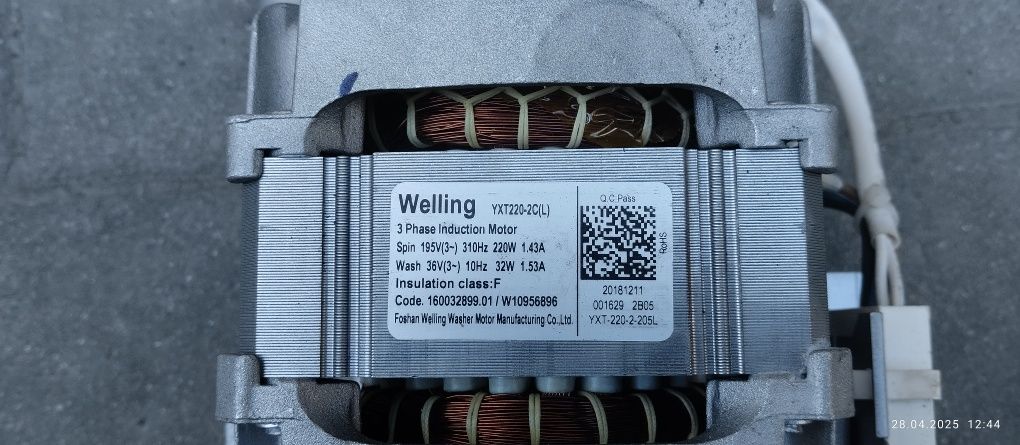 Welling YXT220-2C(L)
3 Phase Induction Motor
Spin 195V(3~) 310Hz 220W 1.43A
Wash 36V(3~) 10Hz 32W 1.53A
Insulation class:F
Code. 160032899.01 / W10956896
Foshan Welling Washer Motor Manufacturing Co.,Ltd.
Q.C Pass
RoHS
20181211
001629 2B05
YXT-220-2-205L
28.04.2025 12:44